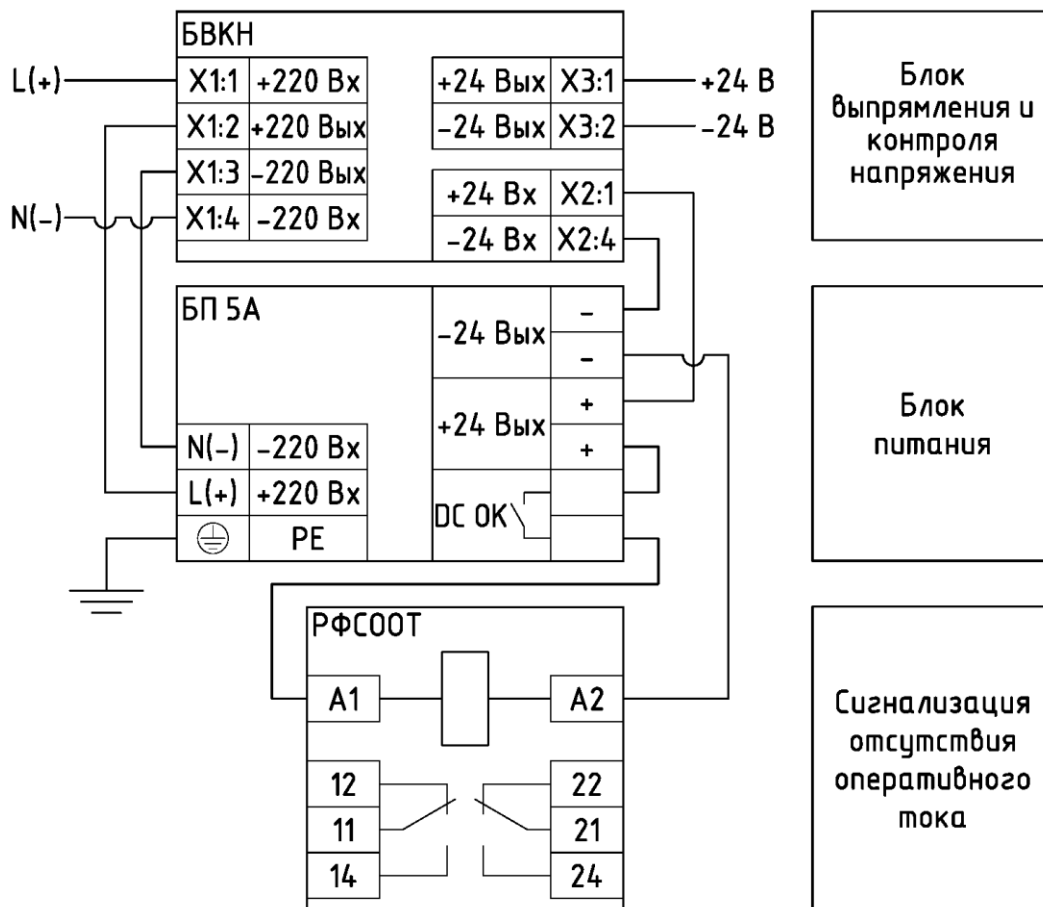 БВКН
L(+)
X1:1 +220 Вх
X1:2 +220 Вых
X1:3 -220 Вых
N(-)
X1:4 -220 Вх
+24 Вых X3:1
+24 В
-24 Вых X3:2
-24 В
+24 Вх X2:1
-24 Вх X2:4
Блок
выпрямления и
контроля
напряжения
БП 5А
-24 Вых
-
-
+24 Вых
+
+
N(-) -220 Вх
L(+) +220 Вх
PE
DC OK
Блок
питания
РФСООТ
A1
A2
12
11
14
22
21
24
Сигнализация
отсутствия
оперативного
тока